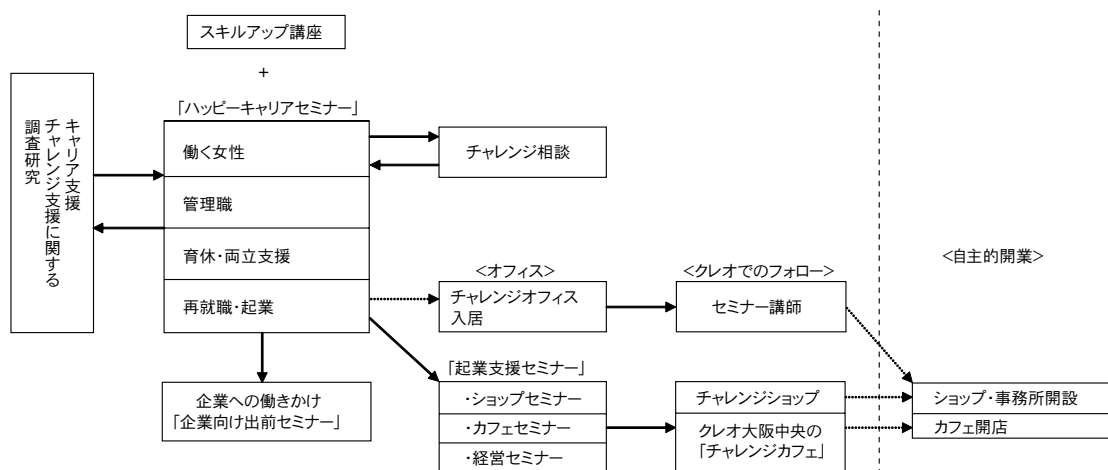 スキルアップ講座
+
「ハッピーキャリアセミナー」
キャリア支援
チャレンジ支援に関する
調査研究
働く女性
管理職
育休・両立支援
再就職・起業
チャレンジ相談
<オフィス>
チャレンジオフィス
入居
<クレオでのフォロー>
セミナー講師
<自主的開業>
企業への働きかけ
「企業向け出前セミナー」
「起業支援セミナー」
・ショップセミナー
・カフェセミナー
・経営セミナー
チャレンジショップ
クレオ大阪中央の
「チャレンジカフェ」
ショップ・事務所開設
カフェ開店